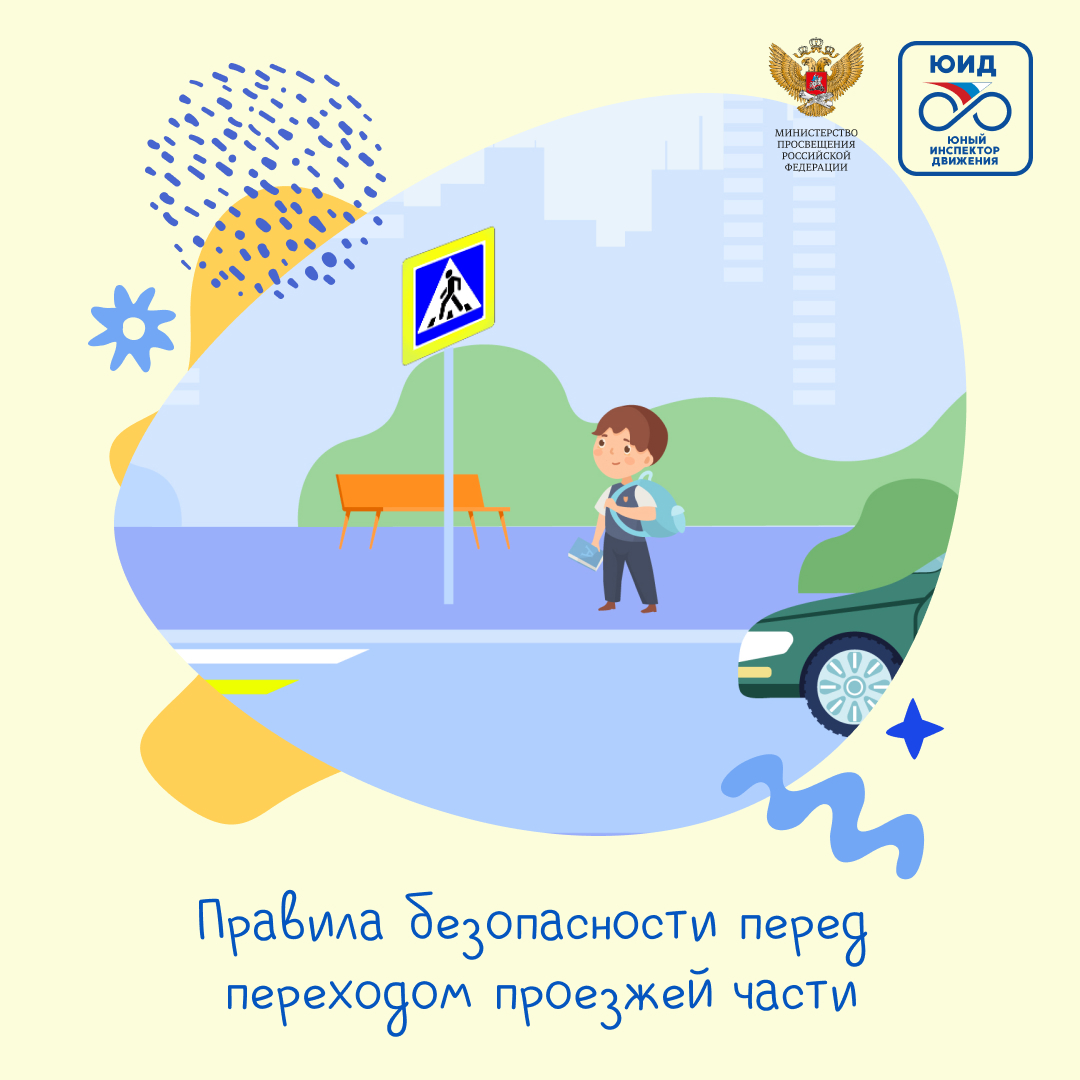 МИНИСТЕРСТВО
ПРОСВЕЩЕНИЯ
РОССИЙСКОЙ
ФЕДЕРАЦИИ
ЮИД
ЮНЫЙ
ИНСПЕКТОР
ДВИЖЕНИЯ
Правила безопасности перед
переходом проезжей части